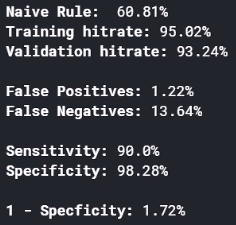 Naive Rule: 60.81%
Training hitrate: 95.02%
Validation hitrate: 93.24%
False Positives: 1.22%
False Negatives: 13.64%
Sensitivity: 90.0%
Specificity: 98.28%
1 - Specficity: 1.72%